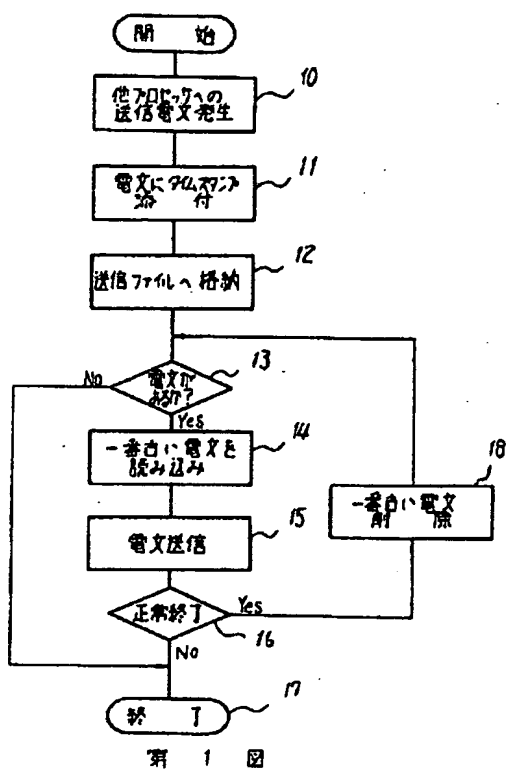 開 始
他プロセッサへの
送信電文発生
10
電文にタイムスタンプ
添 付
11
送信ファイルへ格納
12
電文が
あるか?
13
No
Yes
一番古い電文を
読み込み
14
電文送信
15
正常終了
16
Yes
No
一番古い電文
削 除
18
終 了
17
第 1 図